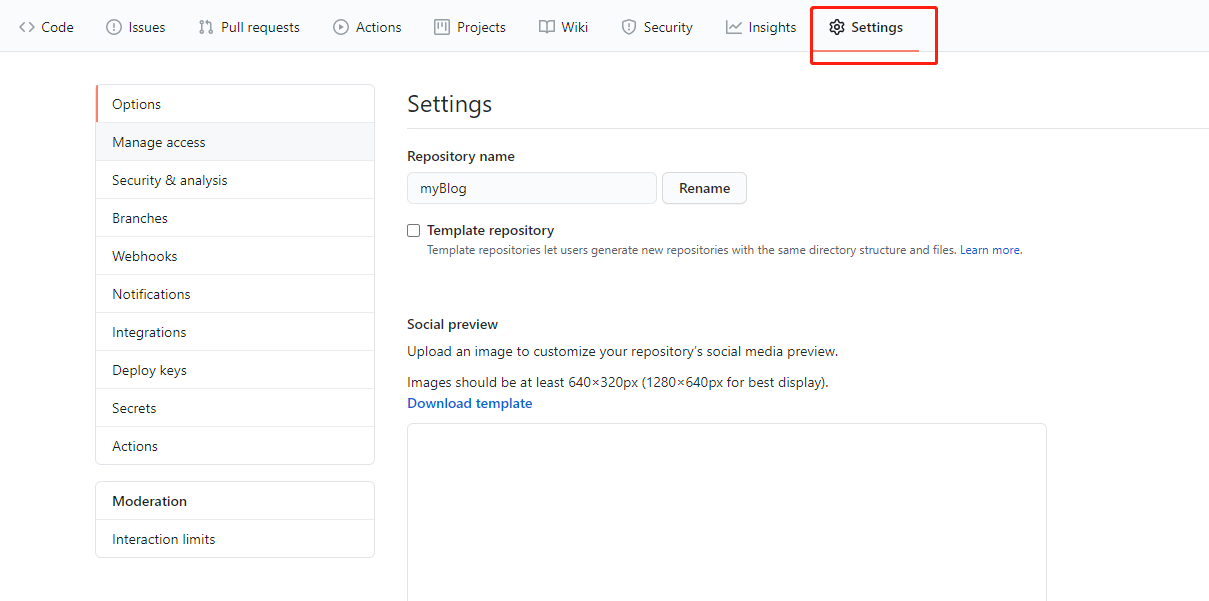 Code Issues Pull requests Actions Projects Wiki Security Insights Settings
Options
Manage access
Security & analysis
Branches
Webhooks
Notifications
Integrations
Deploy keys
Secrets
Actions
Moderation
Interaction limits
Settings
Repository name
myBlog Rename
Template repository
Template repositories let users generate new repositories with the same directory structure and files. Learn more.
Social preview
Upload an image to customize your repository's social media preview.
Images should be at least 640×320px (1280×640px for best display).
Download template